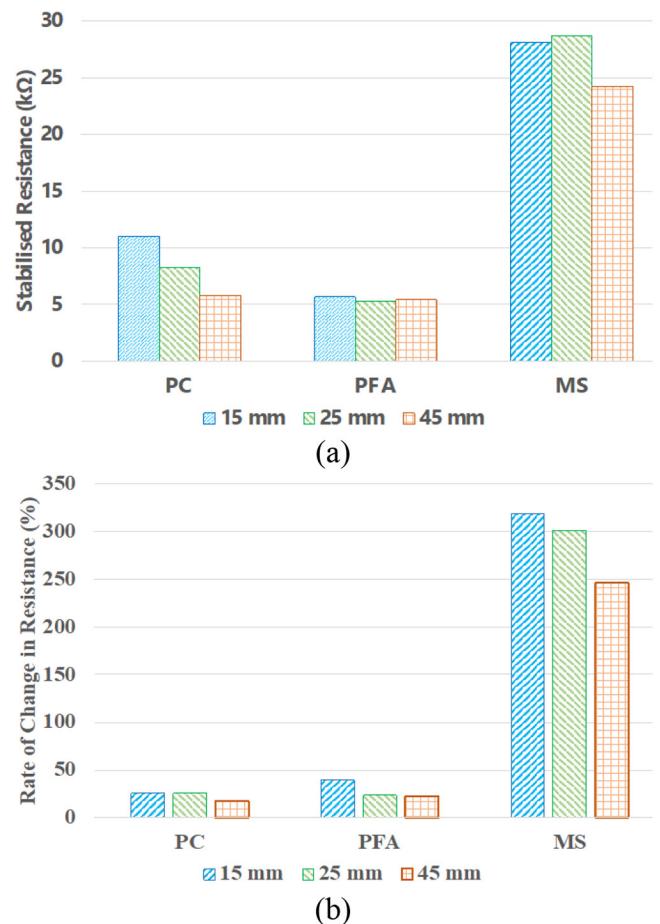 30
25
20
15
10
5
0
Stabilised Resistance (kΩ)
PC PFA MS
15 mm 25 mm 45 mm
(a)
350
300
250
200
150
100
50
0
Rate of Change in Resistance (%)
PC PFA MS
15 mm 25 mm 45 mm
(b)